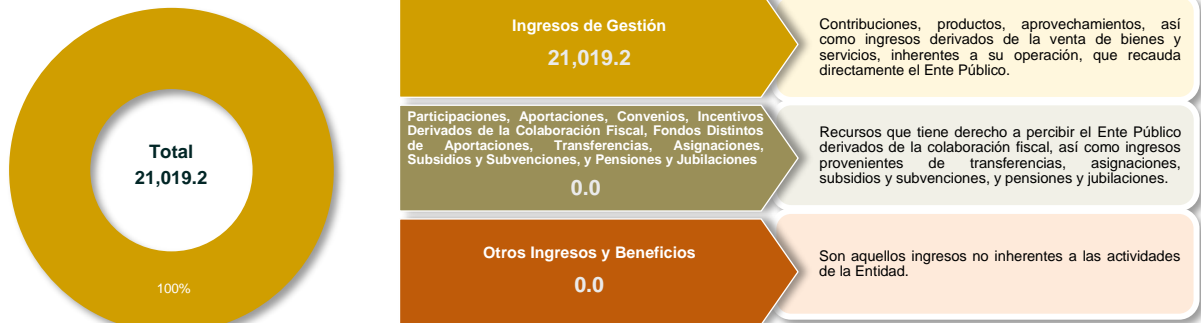 Total
21,019.2
100%
Ingresos de Gestión
21,019.2
Contribuciones, productos, aprovechamientos, así
como ingresos derivados de la venta de bienes y
servicios, inherentes a su operación, que recauda
directamente el Ente Público.
Participaciones, Aportaciones, Convenios, Incentivos
Derivados de la Colaboración Fiscal, Fondos Distintos
de Aportaciones, Transferencias, Asignaciones,
Subsidios y Subvenciones, y Pensiones y Jubilaciones
0.0
Recursos que tiene derecho a percibir el Ente Público
derivados de la colaboración fiscal, así como ingresos
provenientes de transferencias, asignaciones,
subsidios y subvenciones, y pensiones y jubilaciones.
Otros Ingresos y Beneficios
0.0
Son aquellos ingresos no inherentes a las actividades
de la Entidad.